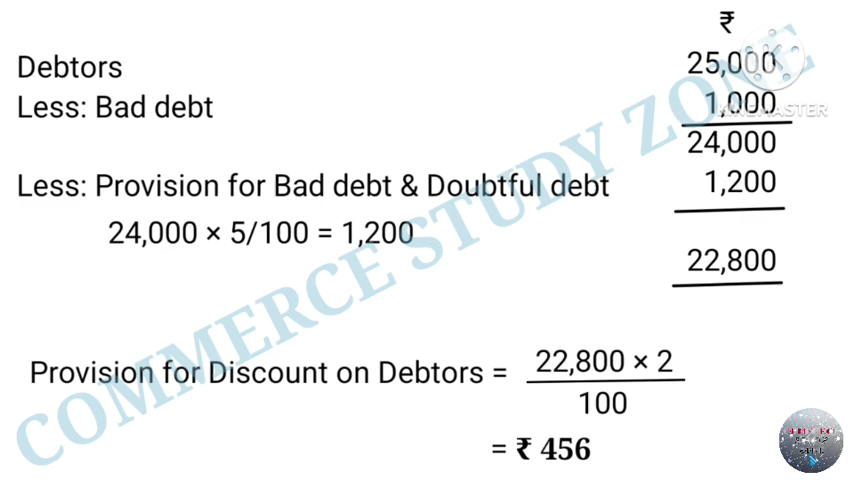 ₹
Debtors 25,000
Less: Bad debt 1,000
24,000
Less: Provision for Bad debt & Doubtful debt 1,200
24,000 × 5/100 = 1,200
22,800
Provision for Discount on Debtors = 22,800 × 2
100
= ₹ 456
COMMERCE STUDY ZONE
KINEMASTER